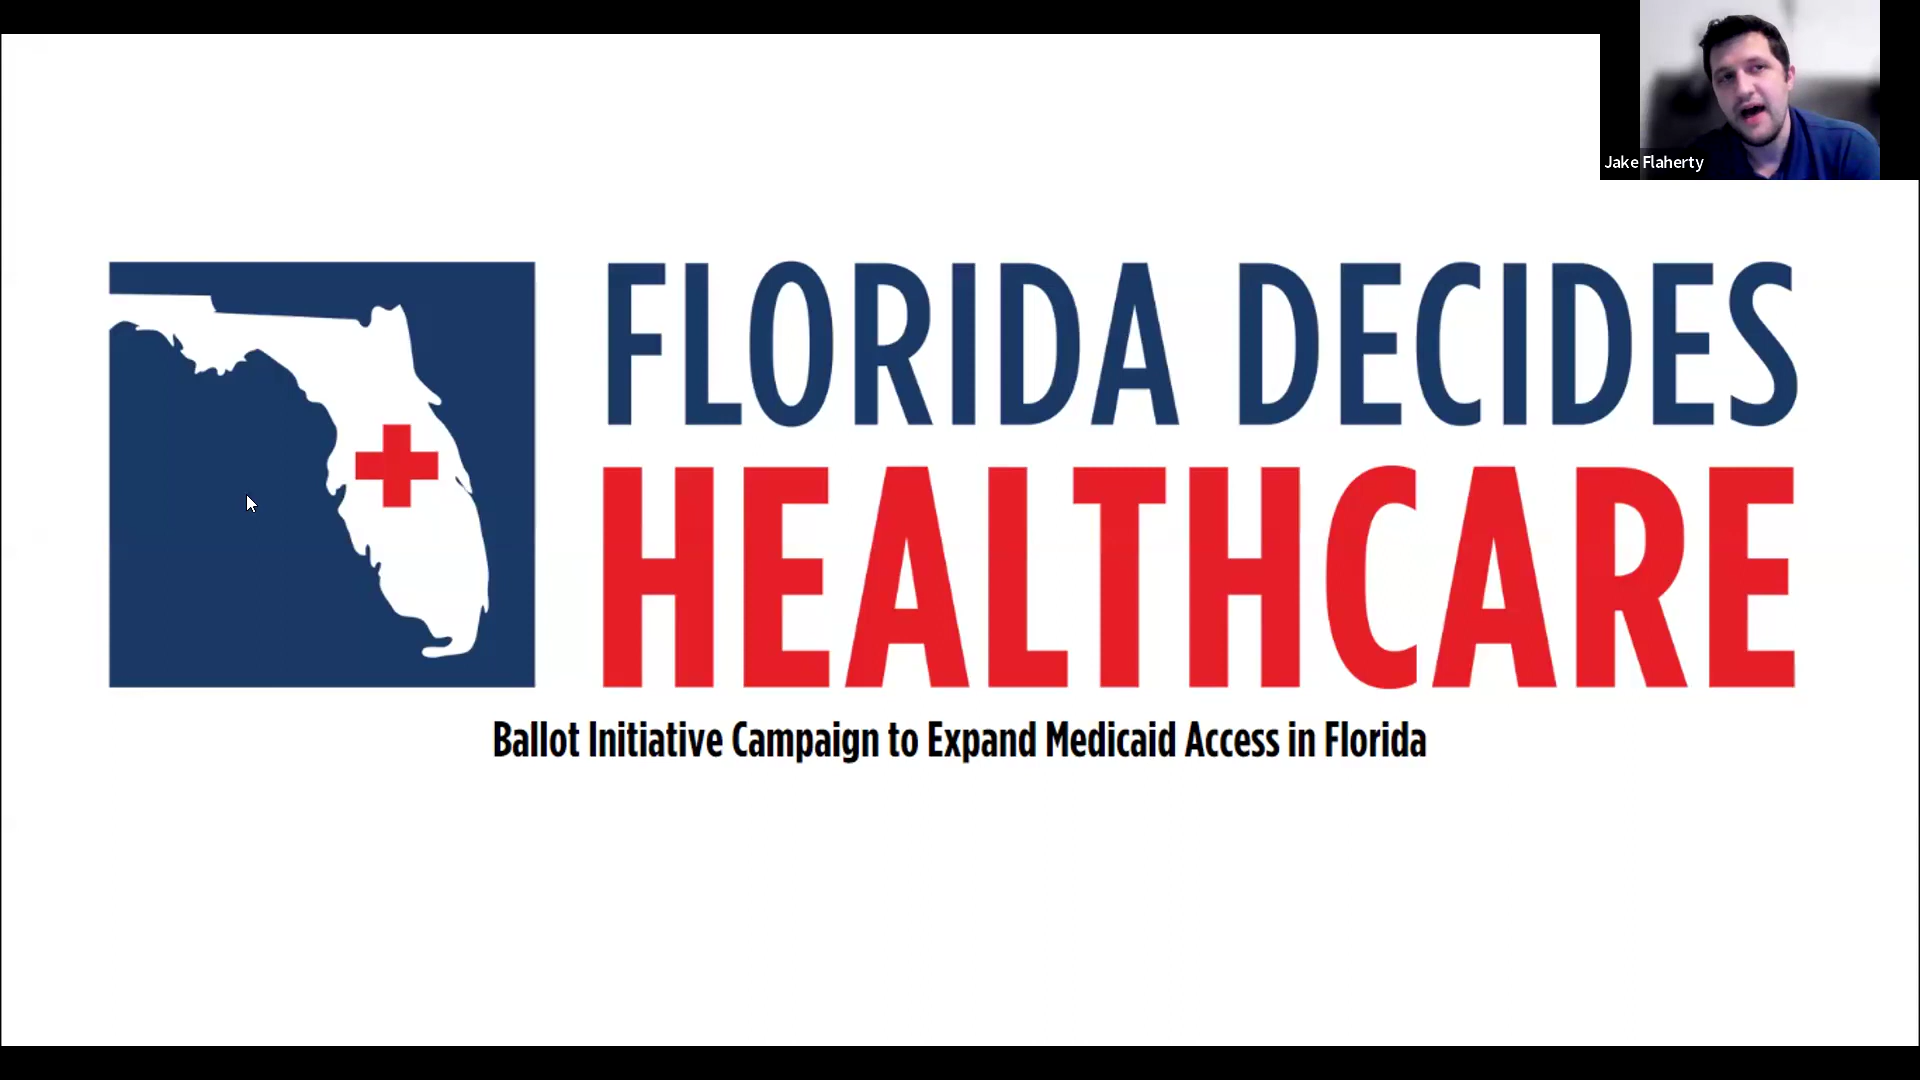 Jake Flaherty
FLORIDA DECIDES
HEALTHCARE
Ballot Initiative Campaign to Expand Medicaid Access in Florida